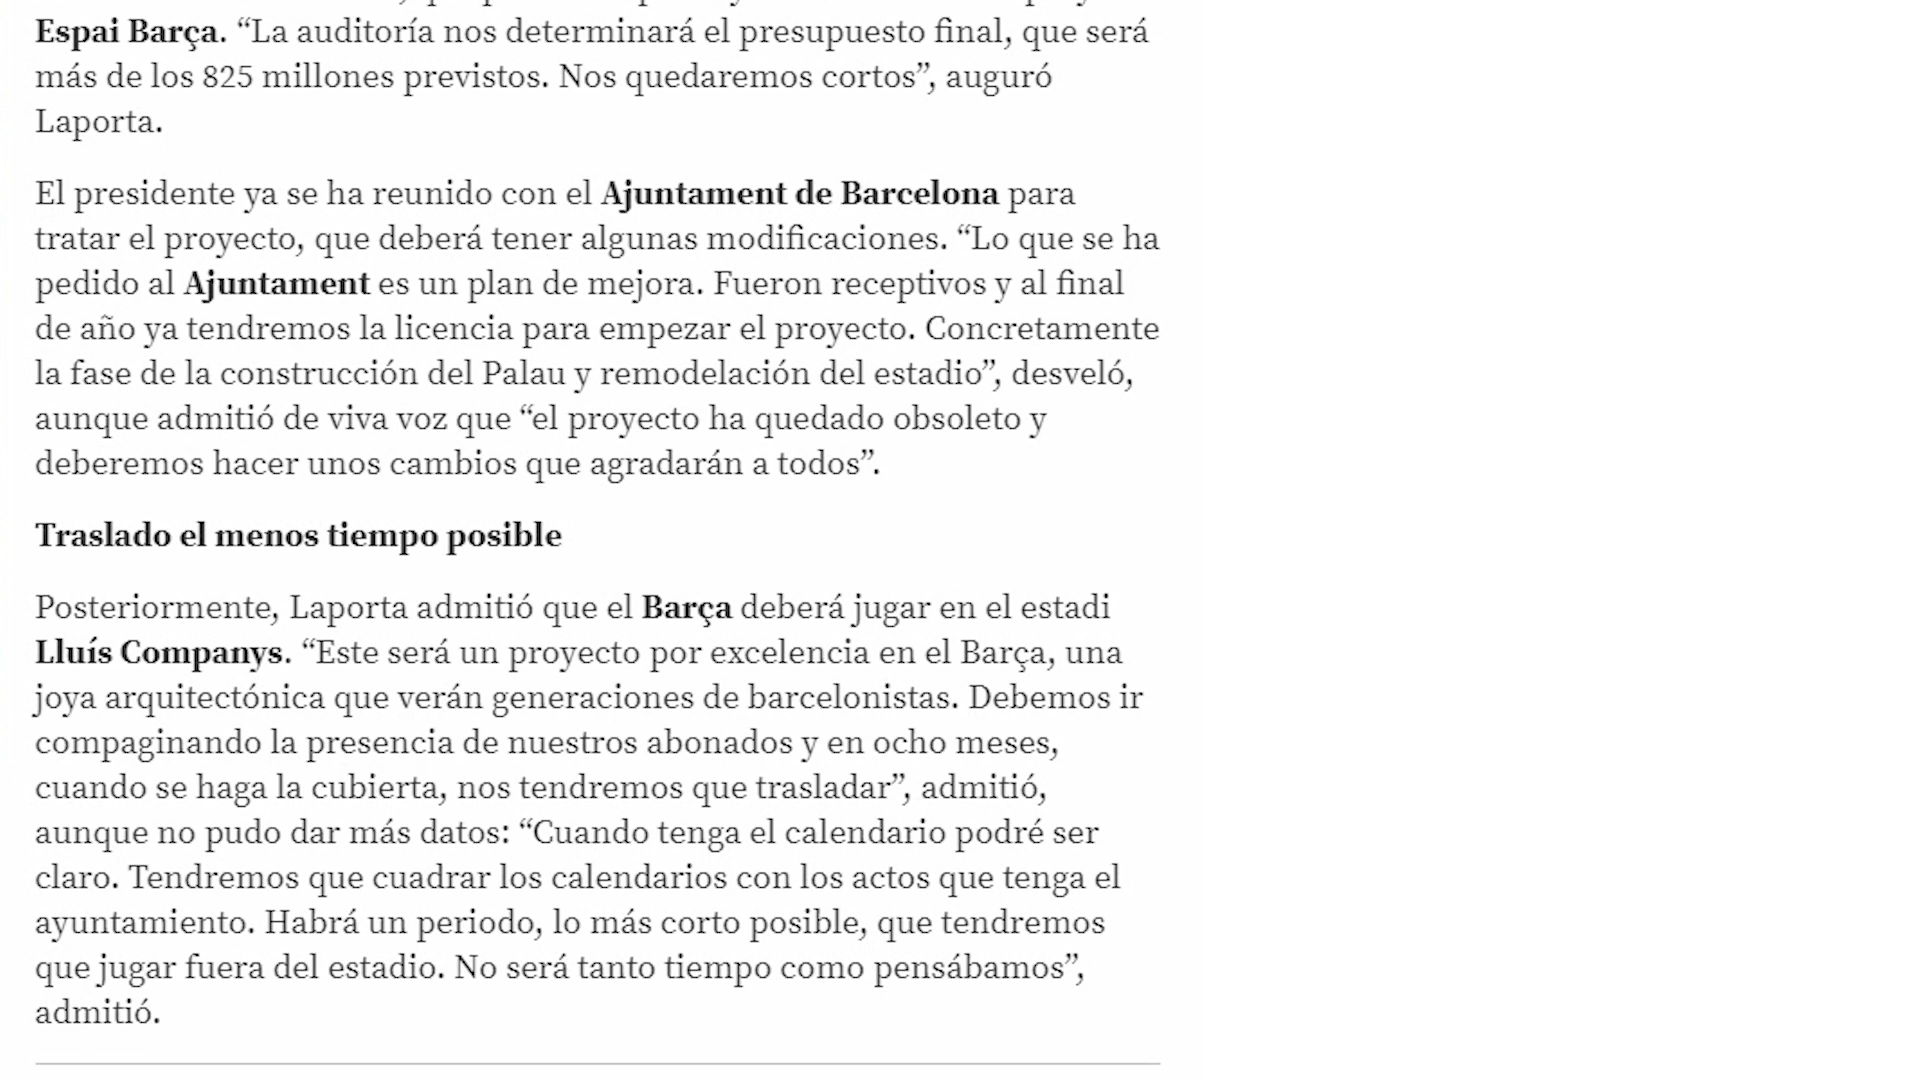 Espai Barça. “La auditoría nos determinará el presupuesto final, que será
más de los 825 millones previstos. Nos quedaremos cortos”, auguró
Laporta.
El presidente ya se ha reunido con el Ajuntament de Barcelona para
tratar el proyecto, que deberá tener algunas modificaciones. “Lo que se ha
pedido al Ajuntament es un plan de mejora. Fueron receptivos y al final
de año ya tendremos la licencia para empezar el proyecto. Concretamente
la fase de la construcción del Palau y remodelación del estadio”, desveló,
aunque admitió de viva voz que “el proyecto ha quedado obsoleto y
deberemos hacer unos cambios que agradarán a todos”.
Traslado el menos tiempo posible
Posteriormente, Laporta admitió que el Barça deberá jugar en el estadi
Lluís Companys. “Este será un proyecto por excelencia en el Barça, una
joya arquitectónica que verán generaciones de barcelonistas. Debemos ir
compaginando la presencia de nuestros abonados y en ocho meses,
cuando se haga la cubierta, nos tendremos que trasladar”, admitió,
aunque no pudo dar más datos: “Cuando tenga el calendario podré ser
claro. Tendremos que cuadrar los calendarios con los actos que tenga el
ayuntamiento. Habrá un periodo, lo más corto posible, que tendremos
que jugar fuera del estadio. No será tanto tiempo como pensábamos”,
admitió.